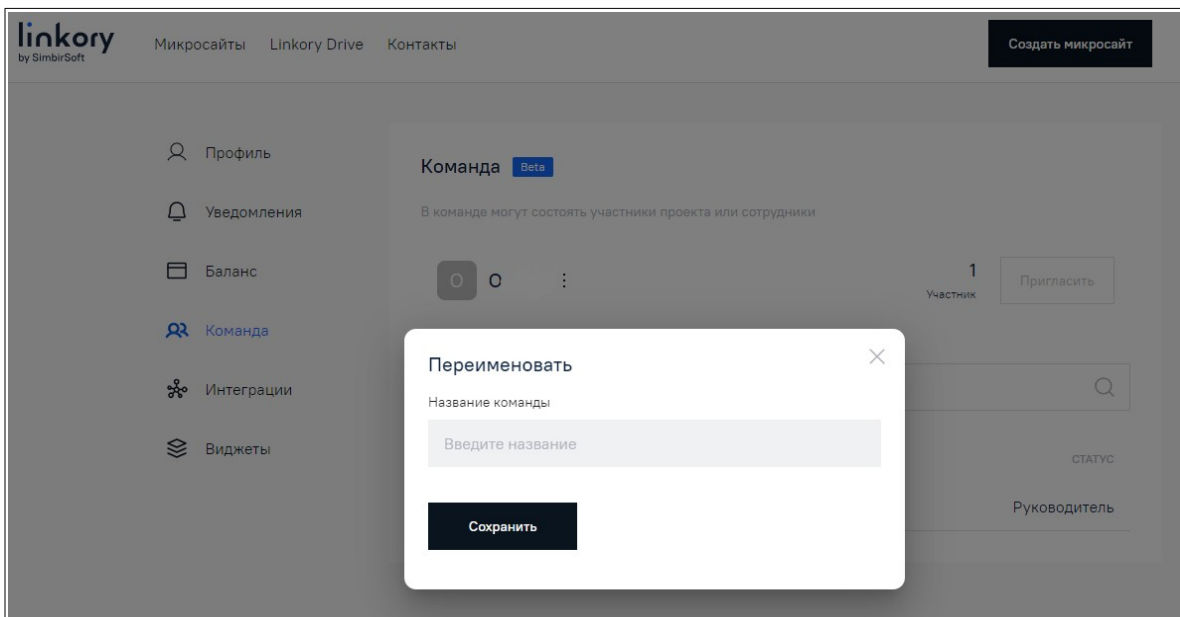 linkory
by SimbirSoft
Микросайты Linkory Drive Контакты
Создать микросайт
Профиль
Уведомления
Баланс
Команда
Интеграции
Виджеты
Команда Beta
В команде могут состоять участники проекта или сотрудники
О О
1
Участник
Пригласить
Переименовать
Название команды
Введите название
Сохранить
СТАТУС
Руководитель